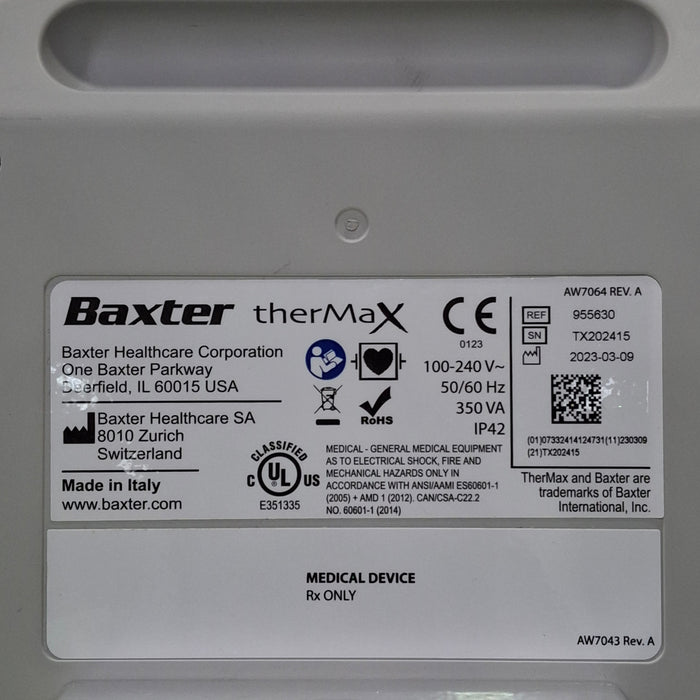 AW7064 REV. A
Baxter therMaX
CE
0123
Baxter Healthcare Corporation
One Baxter Parkway
Deerfield, IL 60015 USA
Baxter Healthcare SA
8010 Zurich
Switzerland
Made in Italy
www.baxter.com
RoHS
100-240 V~
50/60 Hz
350 VA
IP42
CLASSIFIED
C UL US
E351335
MEDICAL - GENERAL MEDICAL EQUIPMENT
AS TO ELECTRICAL SHOCK, FIRE AND
MECHANICAL HAZARDS ONLY IN
ACCORDANCE WITH ANSI/AAMI ES60601-1
(2005) + AMD 1 (2012). CAN/CSA-C22.2
NO. 60601-1 (2014)
REF 955630
SN TX202415
2023-03-09
(01)07332414124731(11)230309
(21)TX202415
TherMax and Baxter are
trademarks of Baxter
International, Inc.
MEDICAL DEVICE
Rx ONLY
AW7043 Rev. A